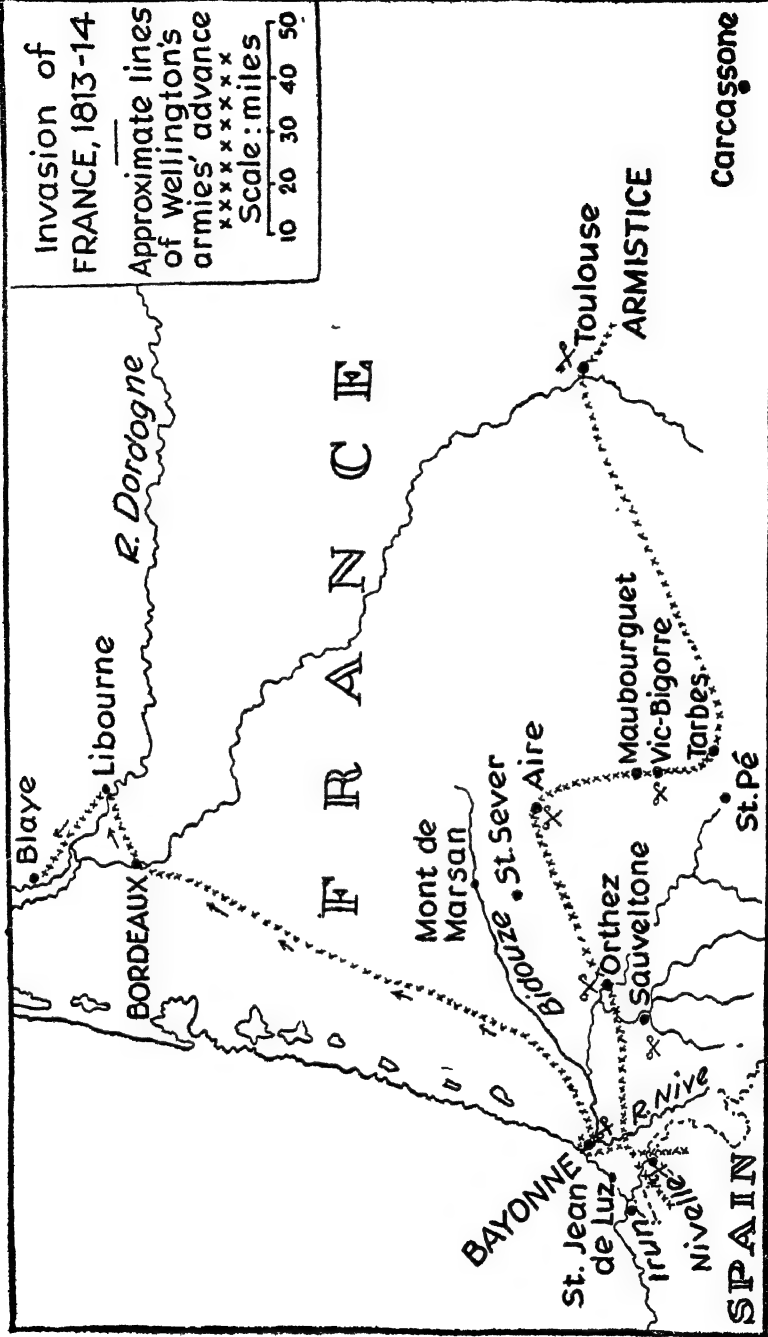 Invasion of
FRANCE, 1813-14
Approximate lines
of Wellington's
armies' advance
x x x x x x x x x x
Scale: miles
10 20 30 40 50
Blaye
Libourne
R. Dordogne
BORDEAUX
FRANCE
Mont de
Marsan
St. Sever
Bidouze
Aire
Maubourguet
Vic-Bigorre
Tarbes
St. Pé
Orthez
Sauveltone
Toulouse
ARMISTICE
Carcassone
BAYONNE
St. Jean
de Luz
Irun
Nivelle
R. Nive
SPAIN